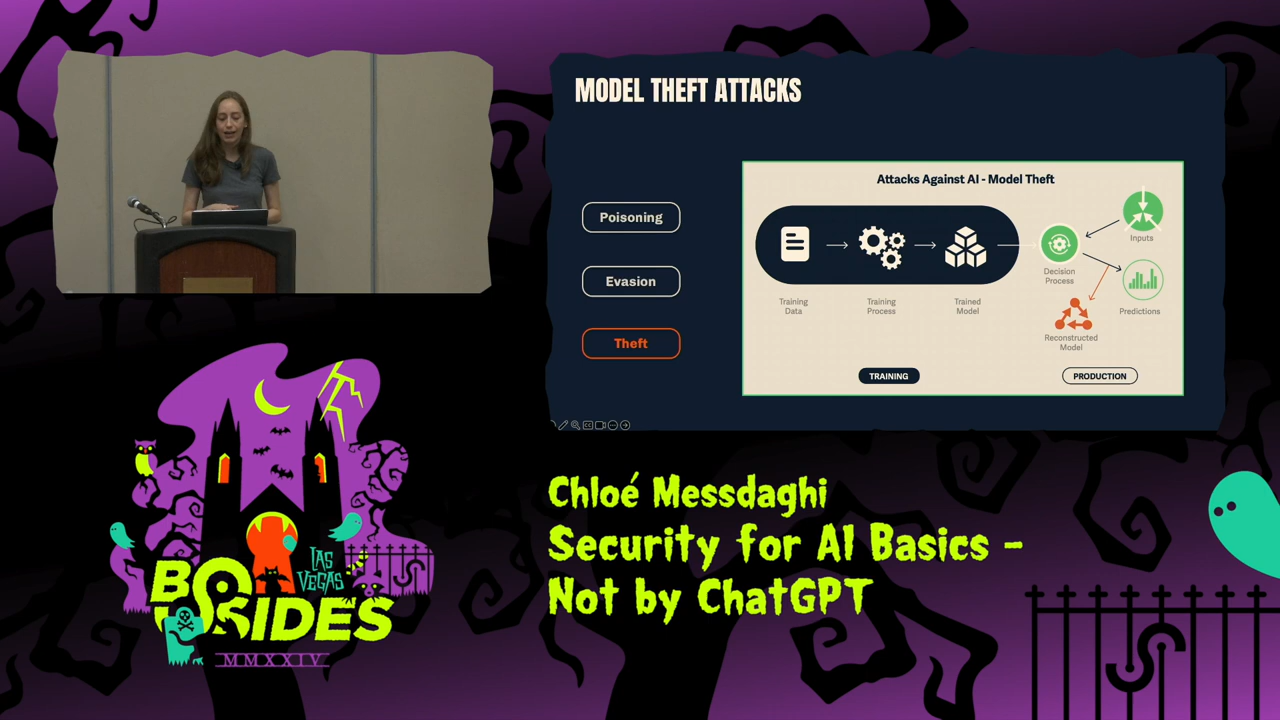 MODEL THEFT ATTACKS
Poisoning
Evasion
Theft
Attacks Against AI - Model Theft
Training
Data
Training
Process
Trained
Model
Decision
Process
Inputs
Predictions
Reconstructed
Model
TRAINING
PRODUCTION
LAS
VEGAS
BSIDES
MMXXIV
Chloé Messdaghi
Security for AI Basics -
Not by ChatGPT